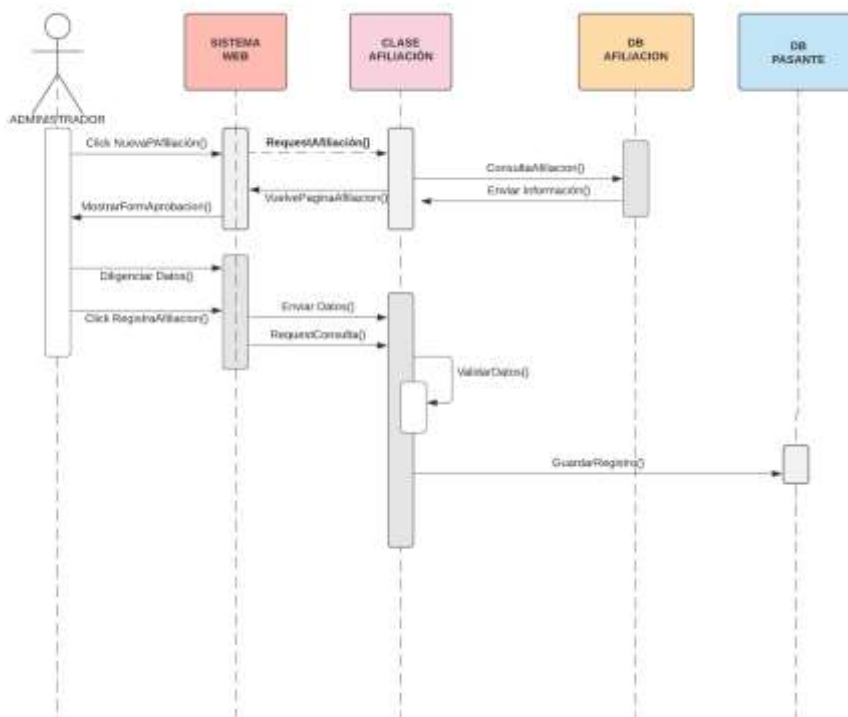 SISTEMA
WEB
CLASE
AFILIACIÓN
DB
AFILIACION
DB
PASANTE
ADMINISTRADOR
Click NuevaPAfiliación()
RequestAfiliación()
ConsultaAfiliacion()
Enviar Información()
VuelvePaginaAfiliacion()
MostrarFormAprobacion()
Diligenciar Datos()
Click RegistraAfiliacion()
Enviar Datos()
RequestConsulta()
ValidarDatos()
GuardarRegistro()